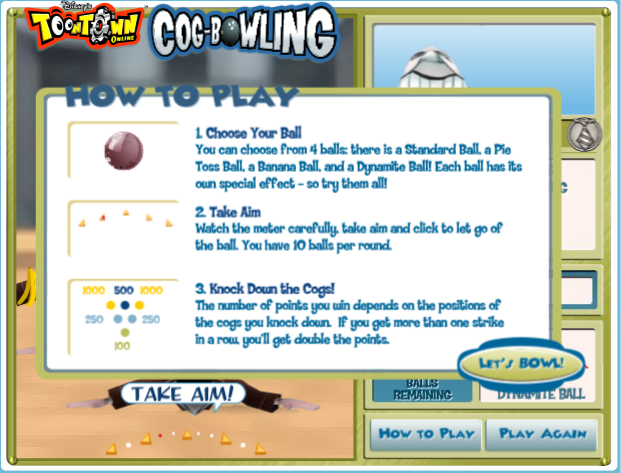 Disney's
TOONTOWN
ONLINE
COG-BOWLING
HOW TO PLAY
1. Choose Your Ball
You can choose from 4 balls: there is a Standard Ball, a Pie
Toss Ball, a Banana Ball, and a Dynamite Ball! Each ball has its
own special effect - so try them all!
2. Take Aim
Watch the meter carefully, take aim and click to let go of
the ball. You have 10 balls per round.
1000 500 1000
250 250
100
3. Knock Down the Cogs!
The number of points you win depends on the positions of
the cogs you knock down. If you get more than one strike
in a row, you'll get double the points.
LET'S BOWL!
TAKE AIM!
BALLS
REMAINING
DYNAMITE BALL
HOW TO PLAY
PLAY AGAIN